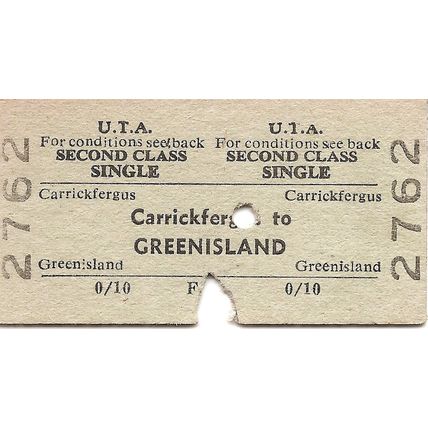 U.T.A. U.T.A.
For conditions see back For conditions see back
SECOND CLASS SECOND CLASS
SINGLE SINGLE
Carrickfergus Carrickfergus
Carrickfergus to
GREENISLAND
Greenisland Greenisland
0/10 F 0/10
2762 2762